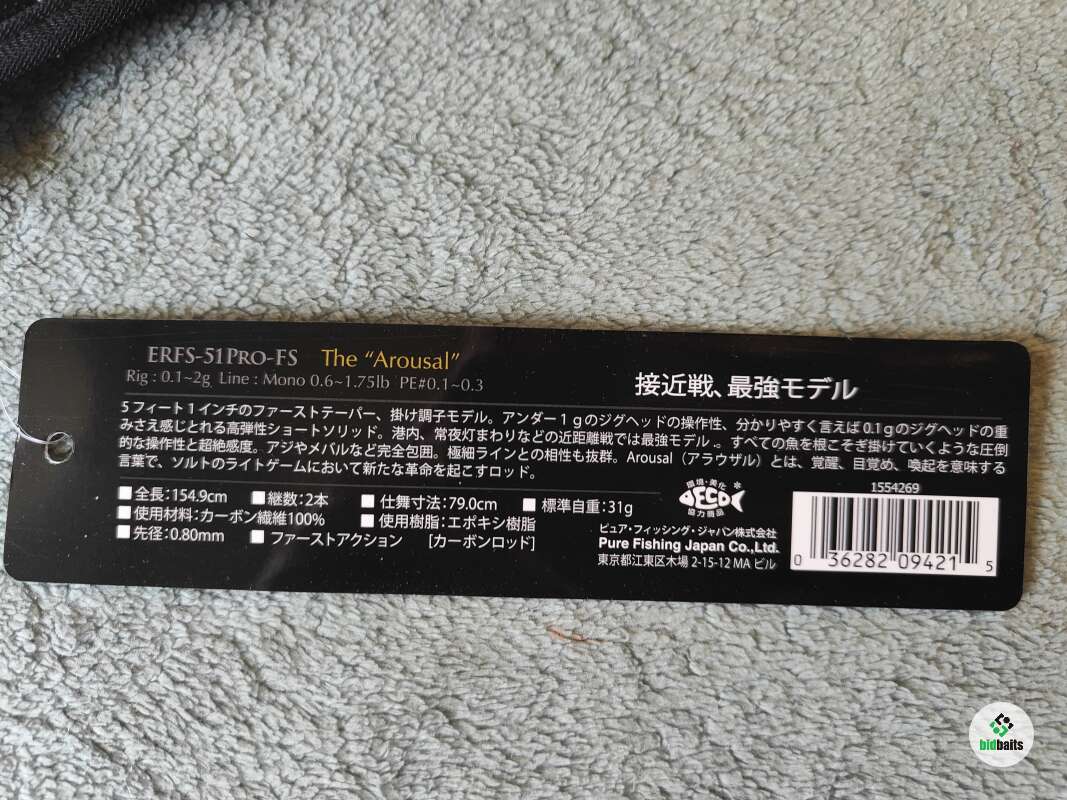 ERFS-51PRO-FS The “Arousal”
Rig : 0.1~2g Line : Mono 0.6~1.75lb PE#0.1~0.3
接近戦、最強モデル
5フィート1インチのファーストテーパー、掛け調子モデル。アンダー1gのジグヘッドの操作性、分かりやすく言えば0.1gのジグヘッドの重
みさえ感じとれる高弾性ショートソリッド。港内、常夜灯まわりなどの近距離戦では最強モデル 。すべての魚を根こそぎ掛けていくような圧倒
的な操作性と超絶感度。アジやメバルなど完全包囲。極細ラインとの相性も抜群。Arousal（アラウザル）とは、覚醒、目覚め、喚起を意味する
言葉で、ソルトのライトゲームにおいて新たな革命を起こすロッド。
全長:154.9cm 継数:2本 仕舞寸法:79.0cm 標準自重:31g
使用材料:カーボン繊維100% 使用樹脂:エポキシ樹脂
先径:0.80mm ファーストアクション [カーボンロッド]
環境・美化
ECO
協力商品
ピュア・フィッシング・ジャパン株式会社
Pure Fishing Japan Co.,Ltd.
東京都江東区木場 2-15-12 MA ビル
1554269
0 36282 09421 5
bidbaits